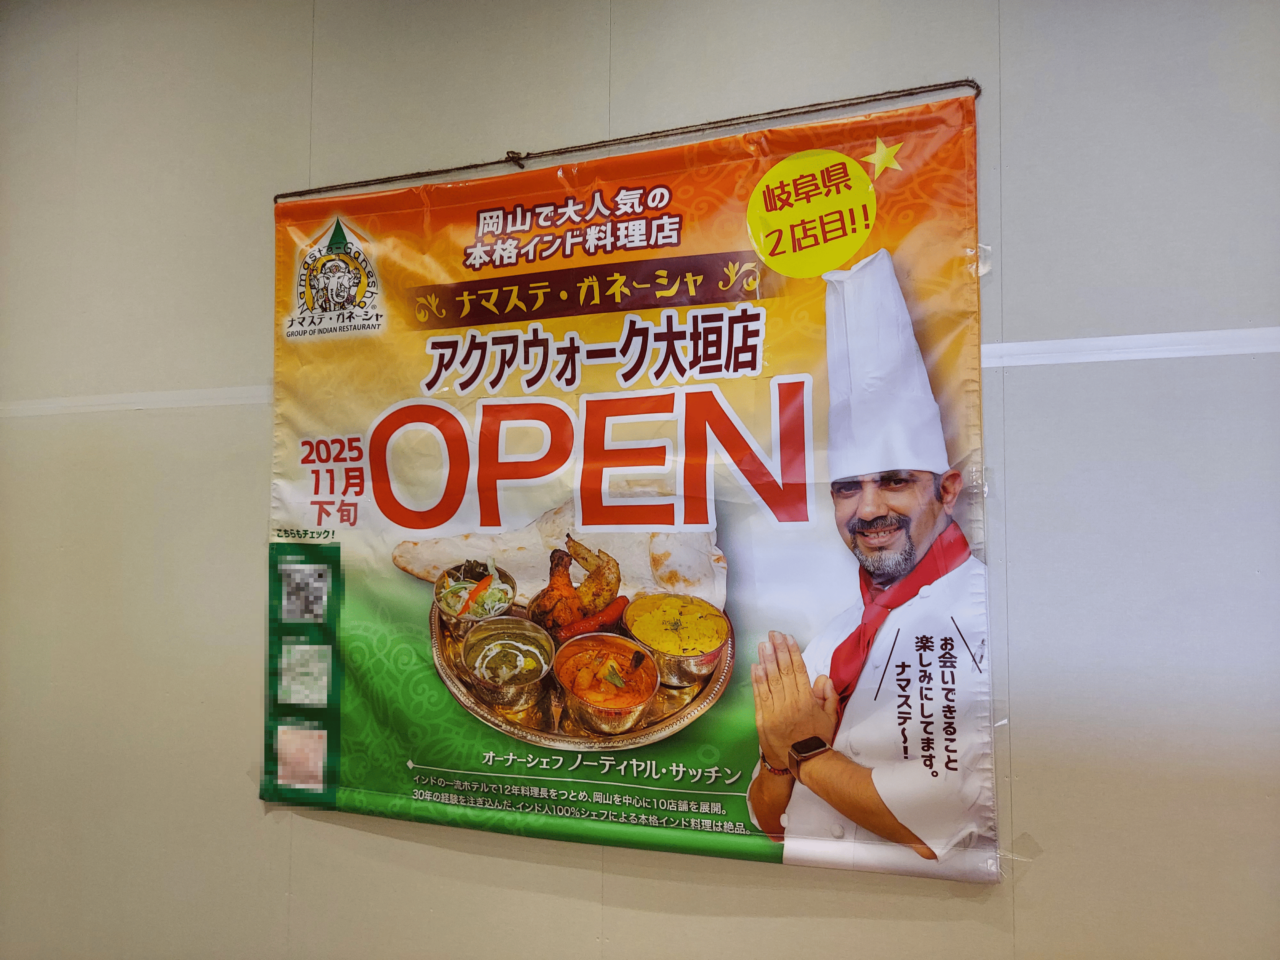 岡山で大人気の
本格インド料理店
岐阜県
2店目!!
Namaste-Ganesha
ナマステ・ガネーシャ
GROUP OF INDIAN RESTAURANT
ナマステ・ガネーシャ
アクアウォーク大垣店
OPEN
2025
11月
下旬
こちらもチェック!
お会いできること
楽しみにしてます。
ナマステ～!
オーナーシェフ ノーティヤル・サッチン
インドの一流ホテルで12年料理長をつとめ、岡山を中心に10店舗を展開。
30年の経験を注ぎ込んだ、インド人100%シェフによる本格インド料理は絶品。